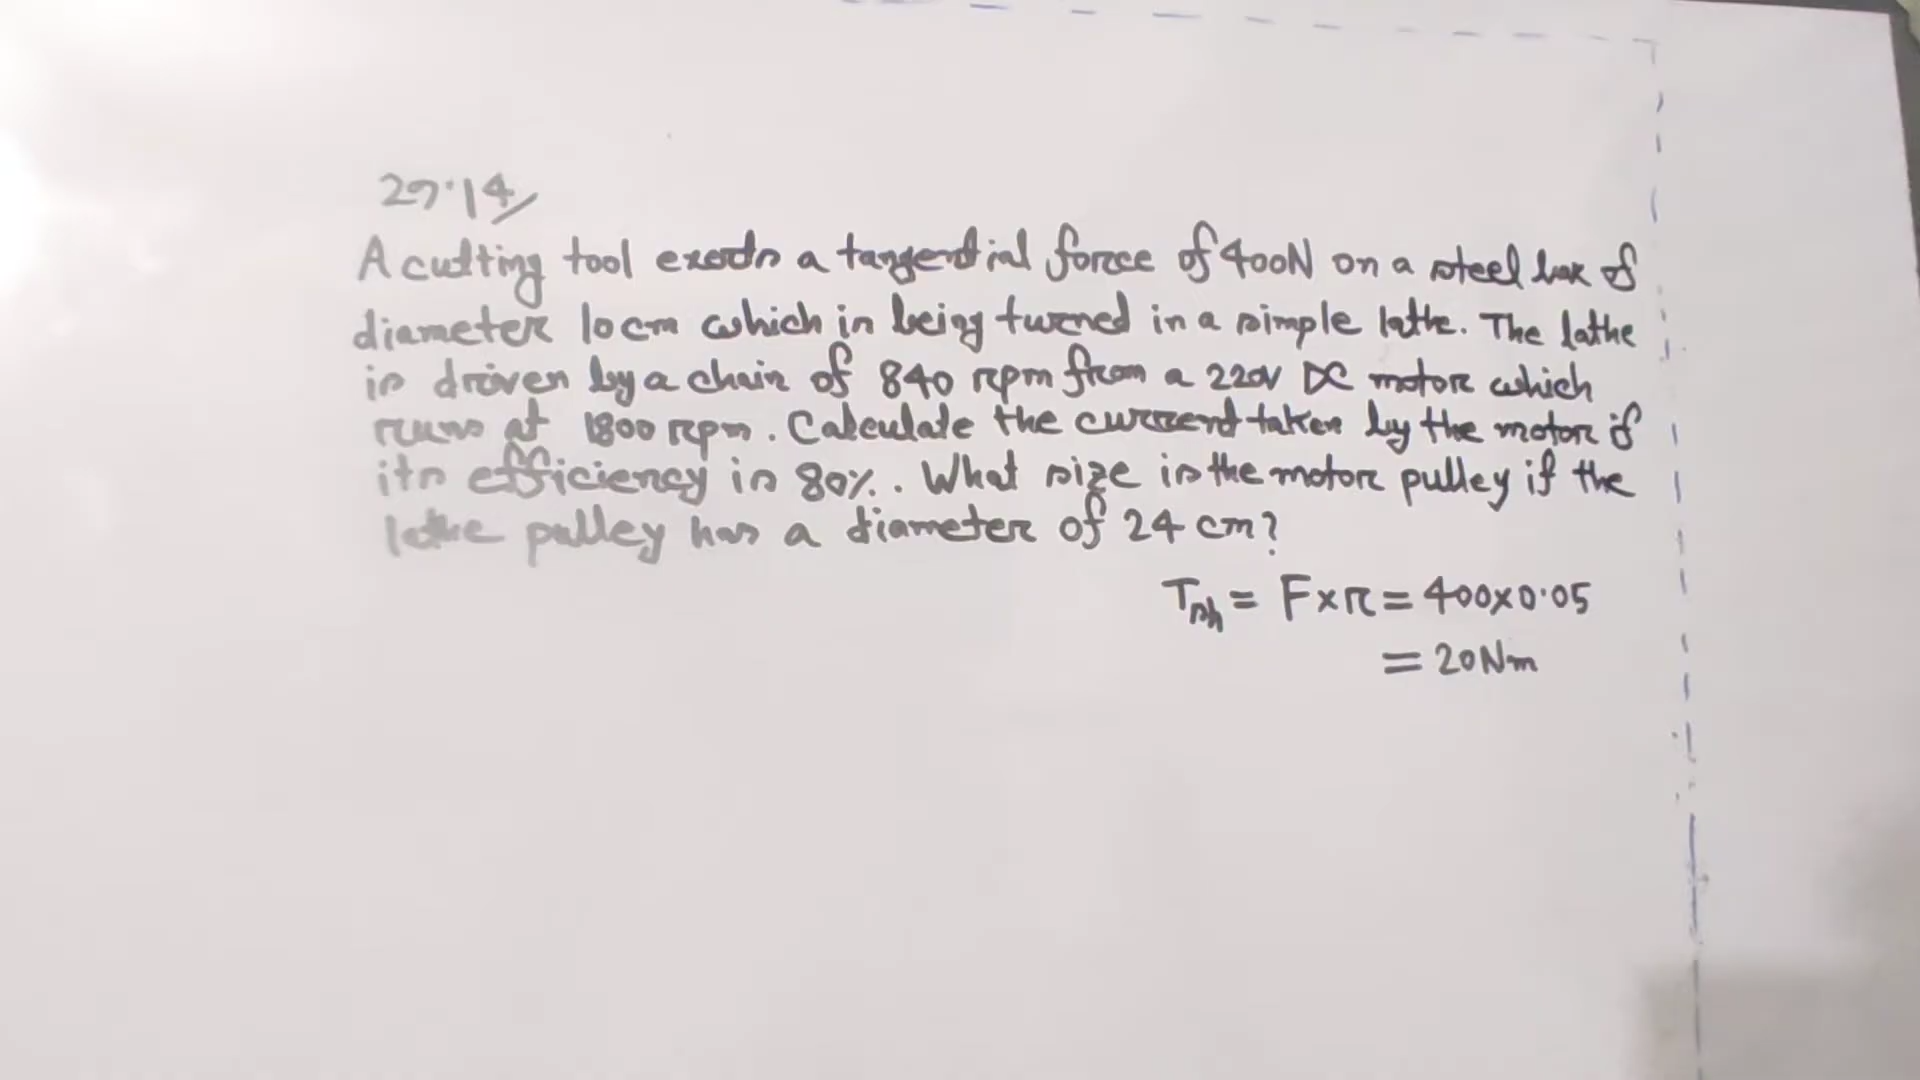 29.14/
A cutting tool exerts a tangential force of 400N on a steel bar of
diameter 10cm which is being turned in a simple lathe. The lathe
is driven by a chain of 840 rpm from a 220V DC motor which
runs at 1800 rpm. Calculate the current taken by the motor if
its efficiency is 80%. What size is the motor pulley if the
lathe pulley has a diameter of 24 cm?
Tsh = F×r = 400×0.05
= 20Nm